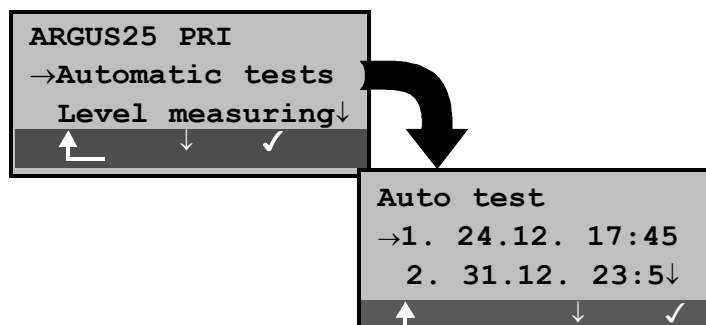 ARGUS25 PRI
→Automatic tests
Level measuring↓
↓ ✓
Auto test
→1. 24.12. 17:45
2. 31.12. 23:5↓
↓ ✓